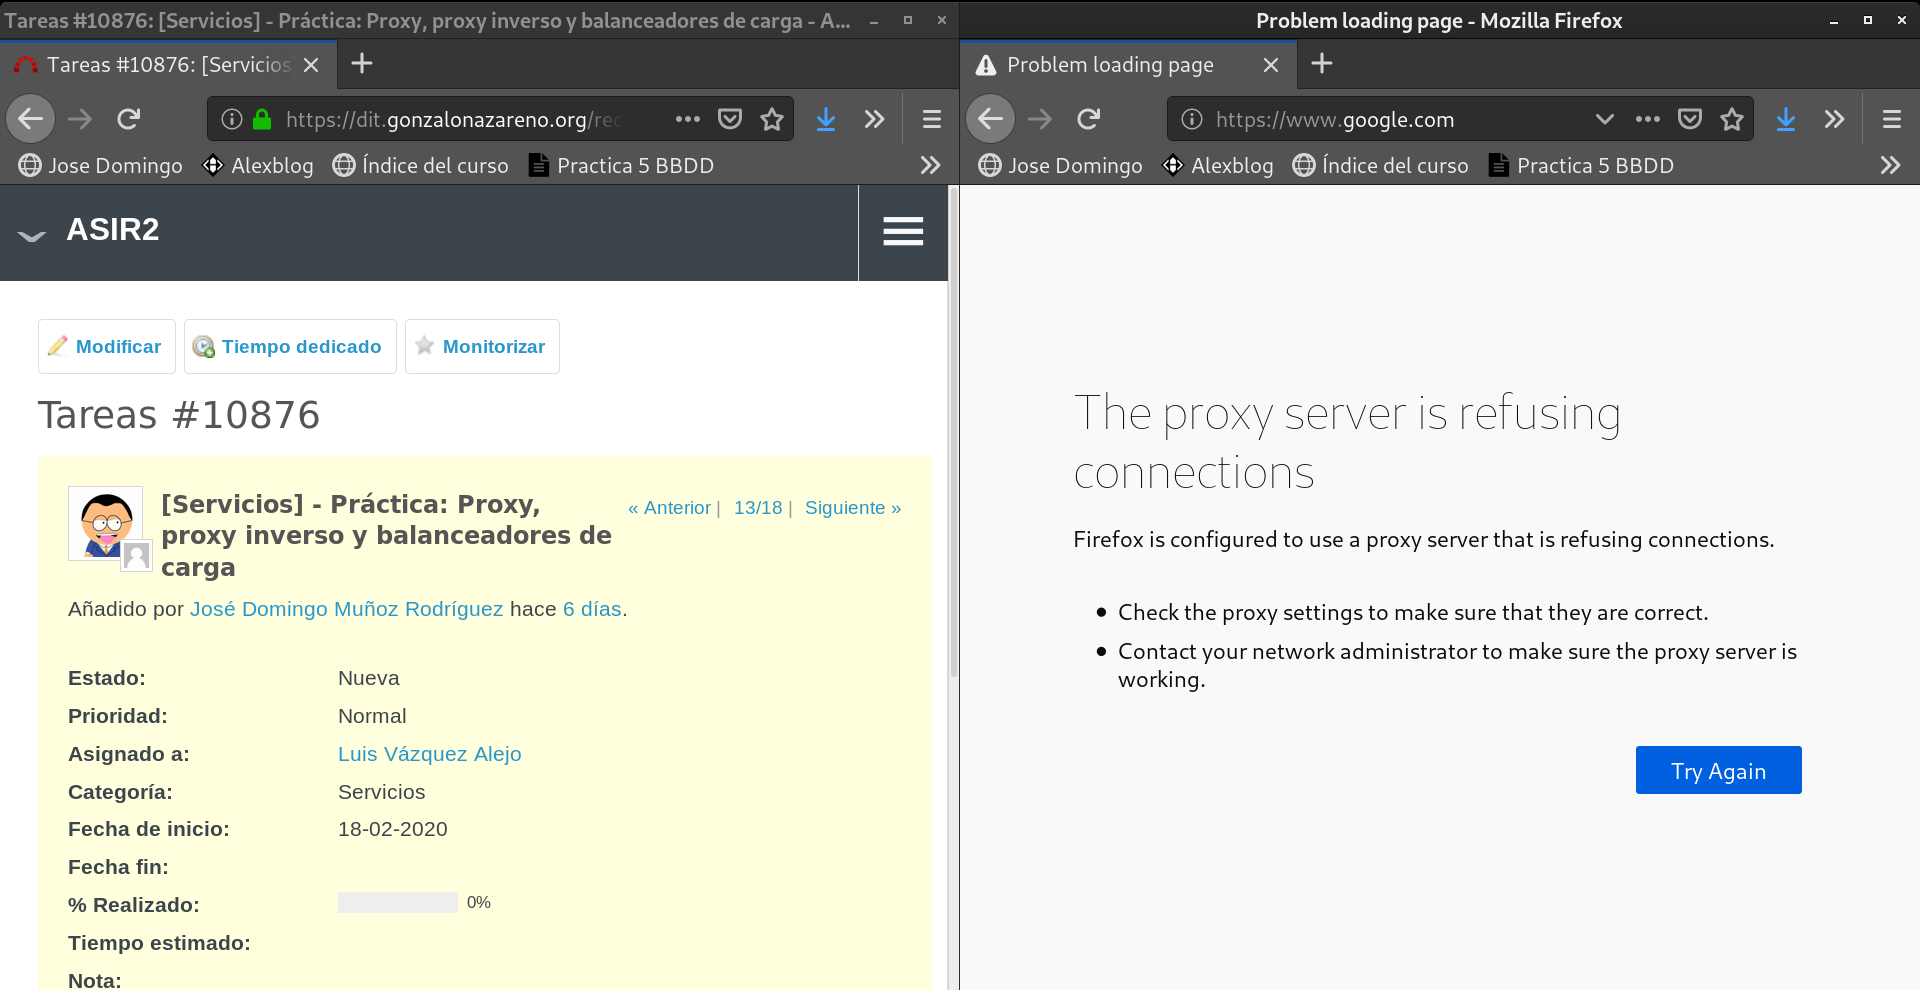 Tareas #10876: [Servicios] - Práctica: Proxy, proxy inverso y balanceadores de carga - A...
Tareas #10876: [Servicios
https://dit.gonzalonazareno.org/red
Jose Domingo
Alexblog
Índice del curso
Practica 5 BBDD
ASIR2
Modificar
Tiempo dedicado
Monitorizar
Tareas #10876
[Servicios] - Práctica: Proxy,
proxy inverso y balanceadores de
carga
« Anterior | 13/18 | Siguiente »
Añadido por José Domingo Muñoz Rodríguez hace 6 días.
Estado: Nueva
Prioridad: Normal
Asignado a: Luis Vázquez Alejo
Categoría: Servicios
Fecha de inicio: 18-02-2020
Fecha fin:
% Realizado: 0%
Tiempo estimado:
Nota:
Problem loading page - Mozilla Firefox
Problem loading page
https://www.google.com
Jose Domingo
Alexblog
Índice del curso
Practica 5 BBDD
The proxy server is refusing
connections
Firefox is configured to use a proxy server that is refusing connections.
Check the proxy settings to make sure that they are correct.
Contact your network administrator to make sure the proxy server is
working.
Try Again